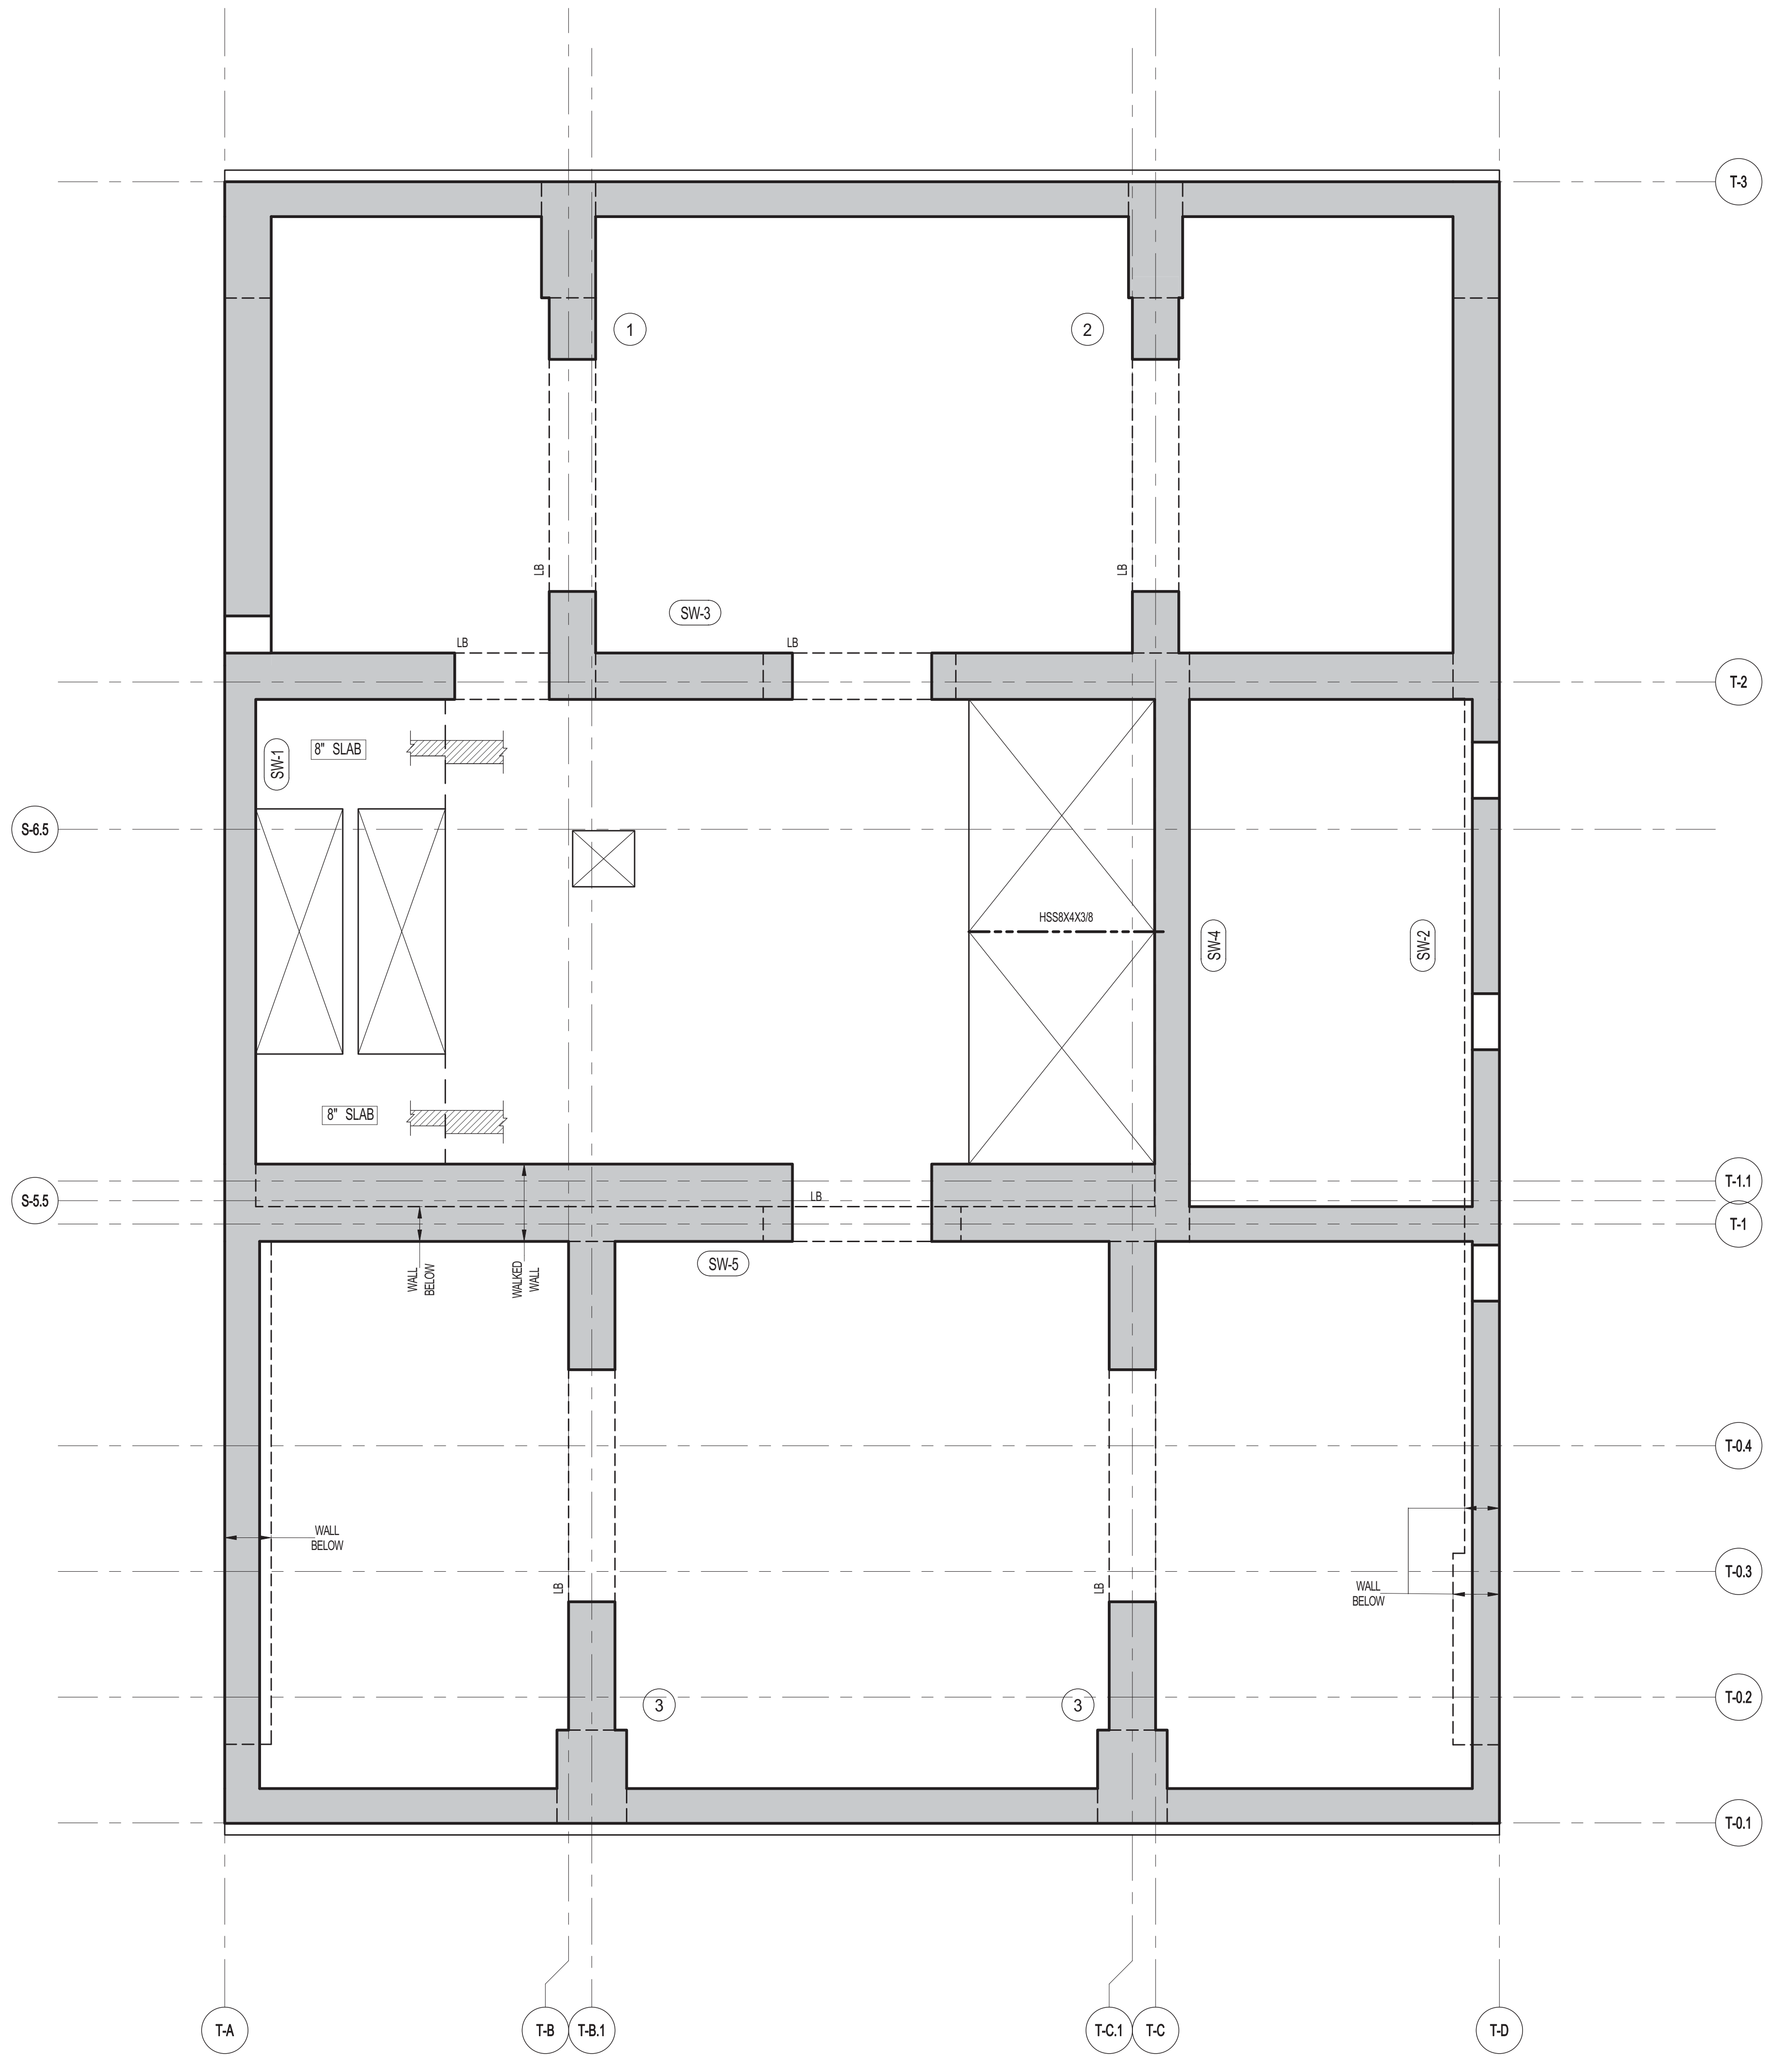 T-3
1
2
LB
LB
SW-3
LB
LB
T-2
SW-1
8" SLAB
S-6.5
HSS8X4X3/8
SW-4
SW-2
8" SLAB
T-1.1
S-5.5
LB
T-1
SW-5
WALL
BELOW
WALKED
WALL
T-0.4
WALL
BELOW
T-0.3
LB
LB
WALL
BELOW
T-0.2
3
3
T-0.1
T-A
T-B
T-B.1
T-C.1
T-C
T-D